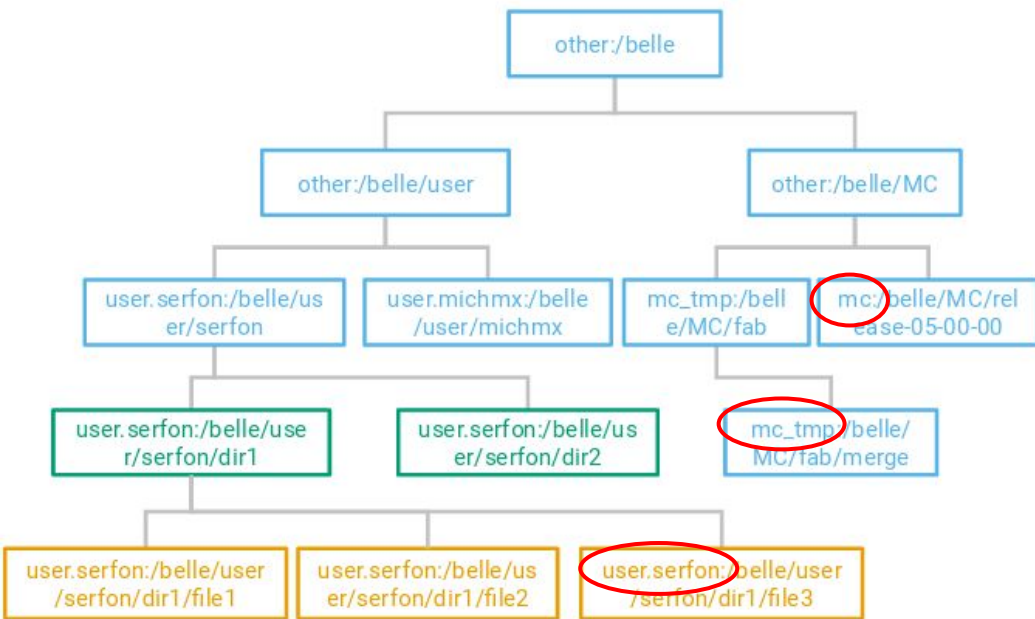 other:/belle
other:/belle/user
other:/belle/MC
user.serfon:/belle/us
er/serfon
user.michmx:/belle
/user/michmx
mc_tmp:/bell
e/MC/fab
mc:/belle/MC/rel
ease-05-00-00
user.serfon:/belle/use
r/serfon/dir1
user.serfon:/belle/us
er/serfon/dir2
mc_tmp:/belle/
MC/fab/merge
user.serfon:/belle/user
/serfon/dir1/file1
user.serfon:/belle/us
er/serfon/dir1/file2
user.serfon:/belle/user
/serfon/dir1/file3